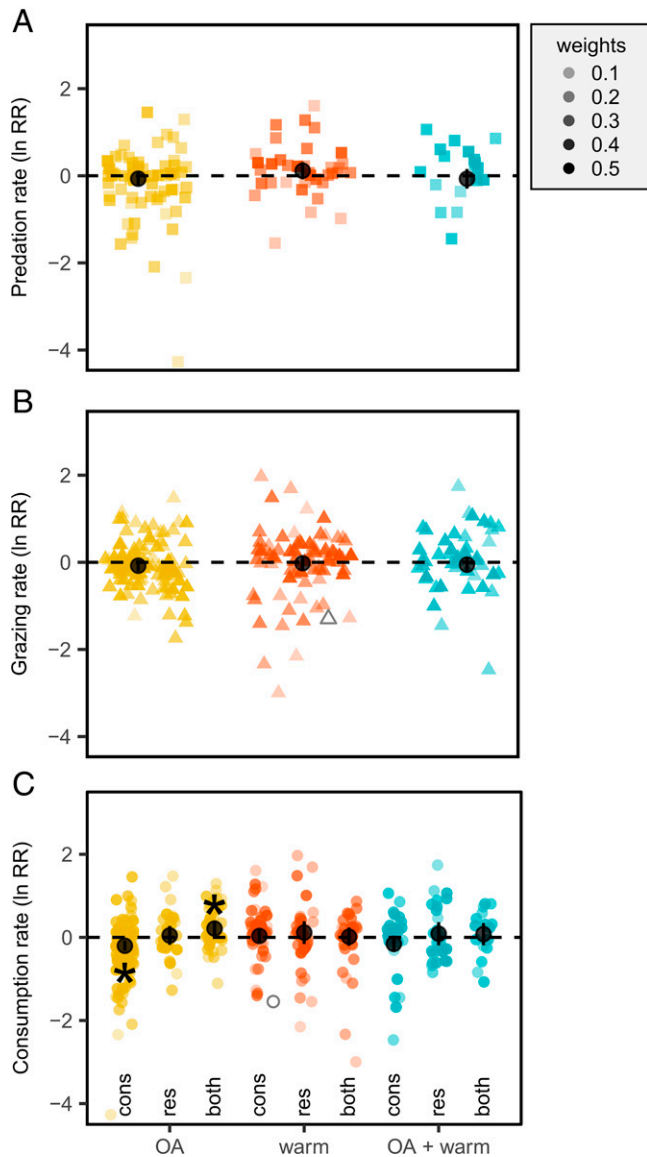 A
Predation rate (ln RR)
2
0
−2
−4
weights
0.1
0.2
0.3
0.4
0.5
B
Grazing rate (ln RR)
2
0
−2
−4
C
Consumption rate (ln RR)
2
0
−2
−4
*
*
cons
res
both
cons
res
both
cons
res
both
OA
warm
OA + warm